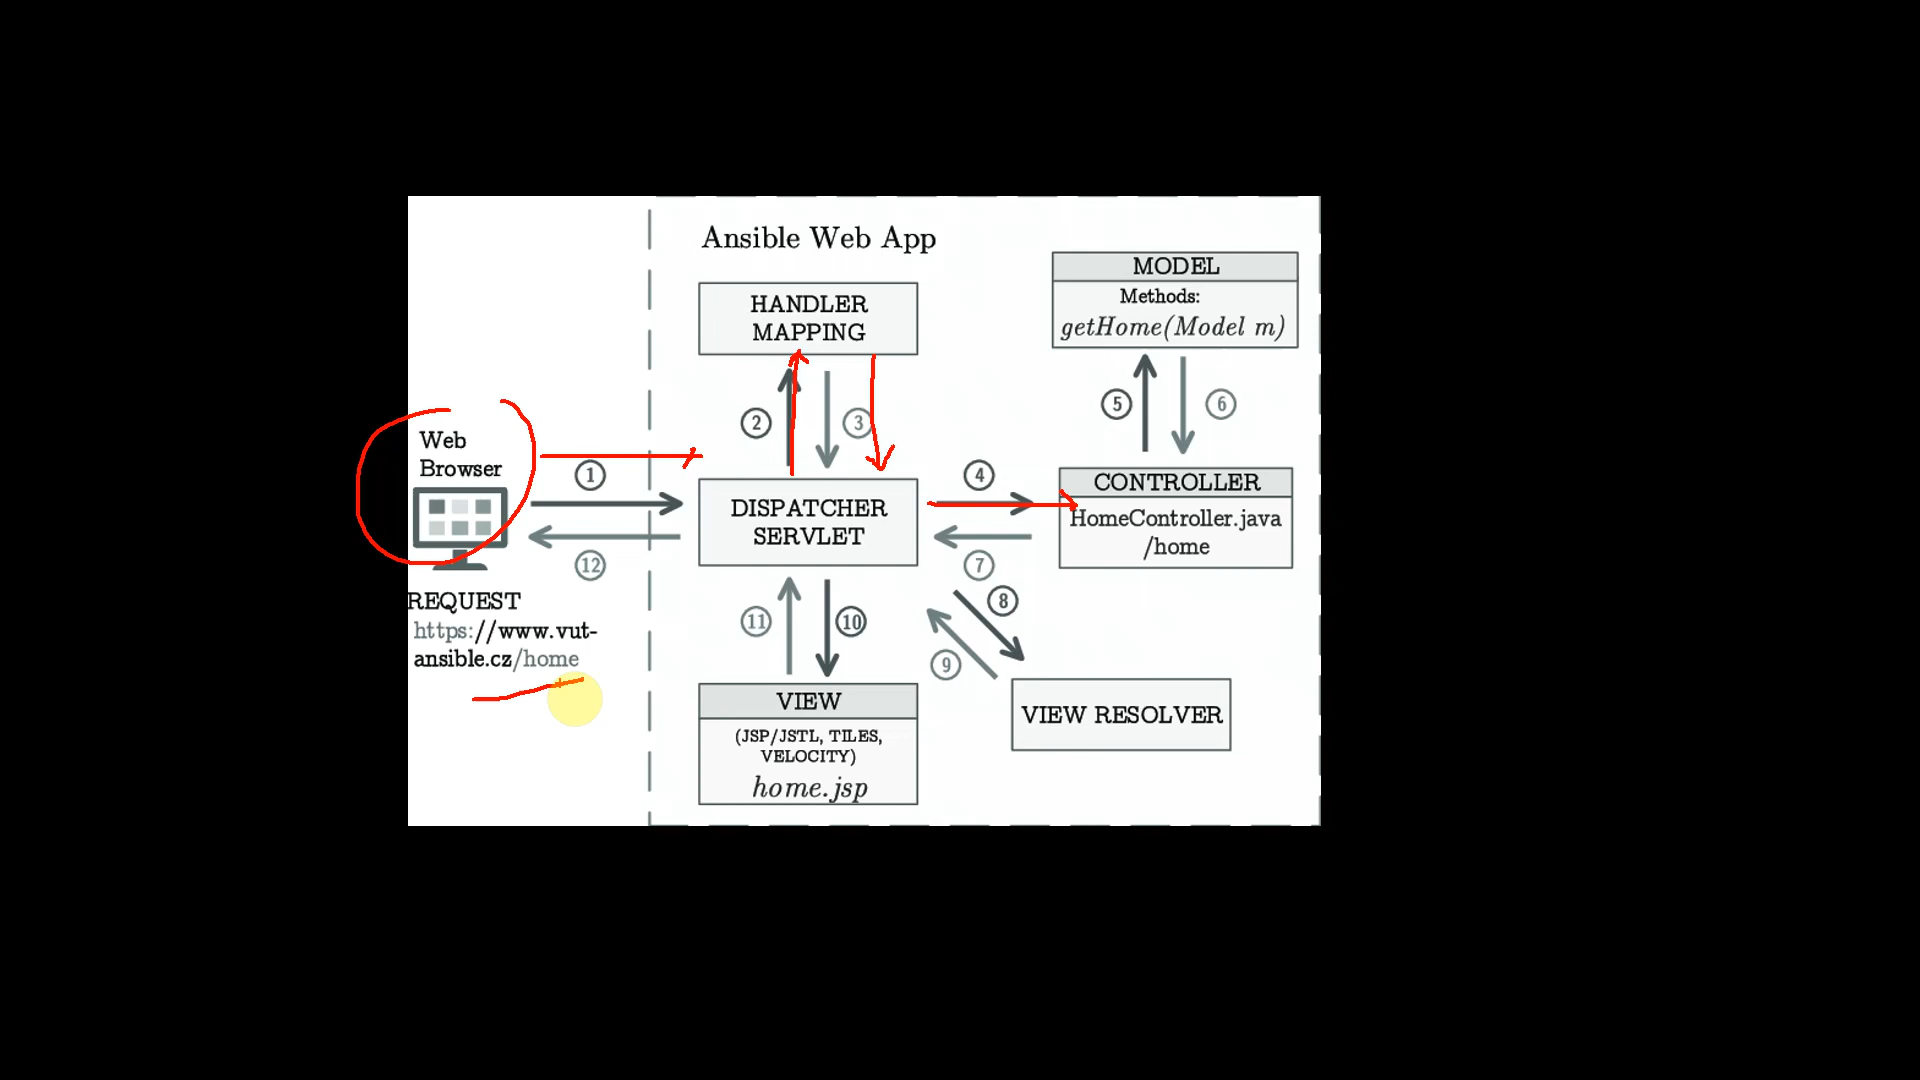 Ansible Web App
HANDLER
MAPPING
MODEL
Methods:
getHome(Model m)
2
3
5
6
Web
Browser
1
4
DISPATCHER
SERVLET
CONTROLLER
HomeController.java
/home
12
7
8
REQUEST
https://www.vut-
ansible.cz/home
11
10
9
VIEW
(JSP/JSTL, TILES,
VELOCITY)
home.jsp
VIEW RESOLVER